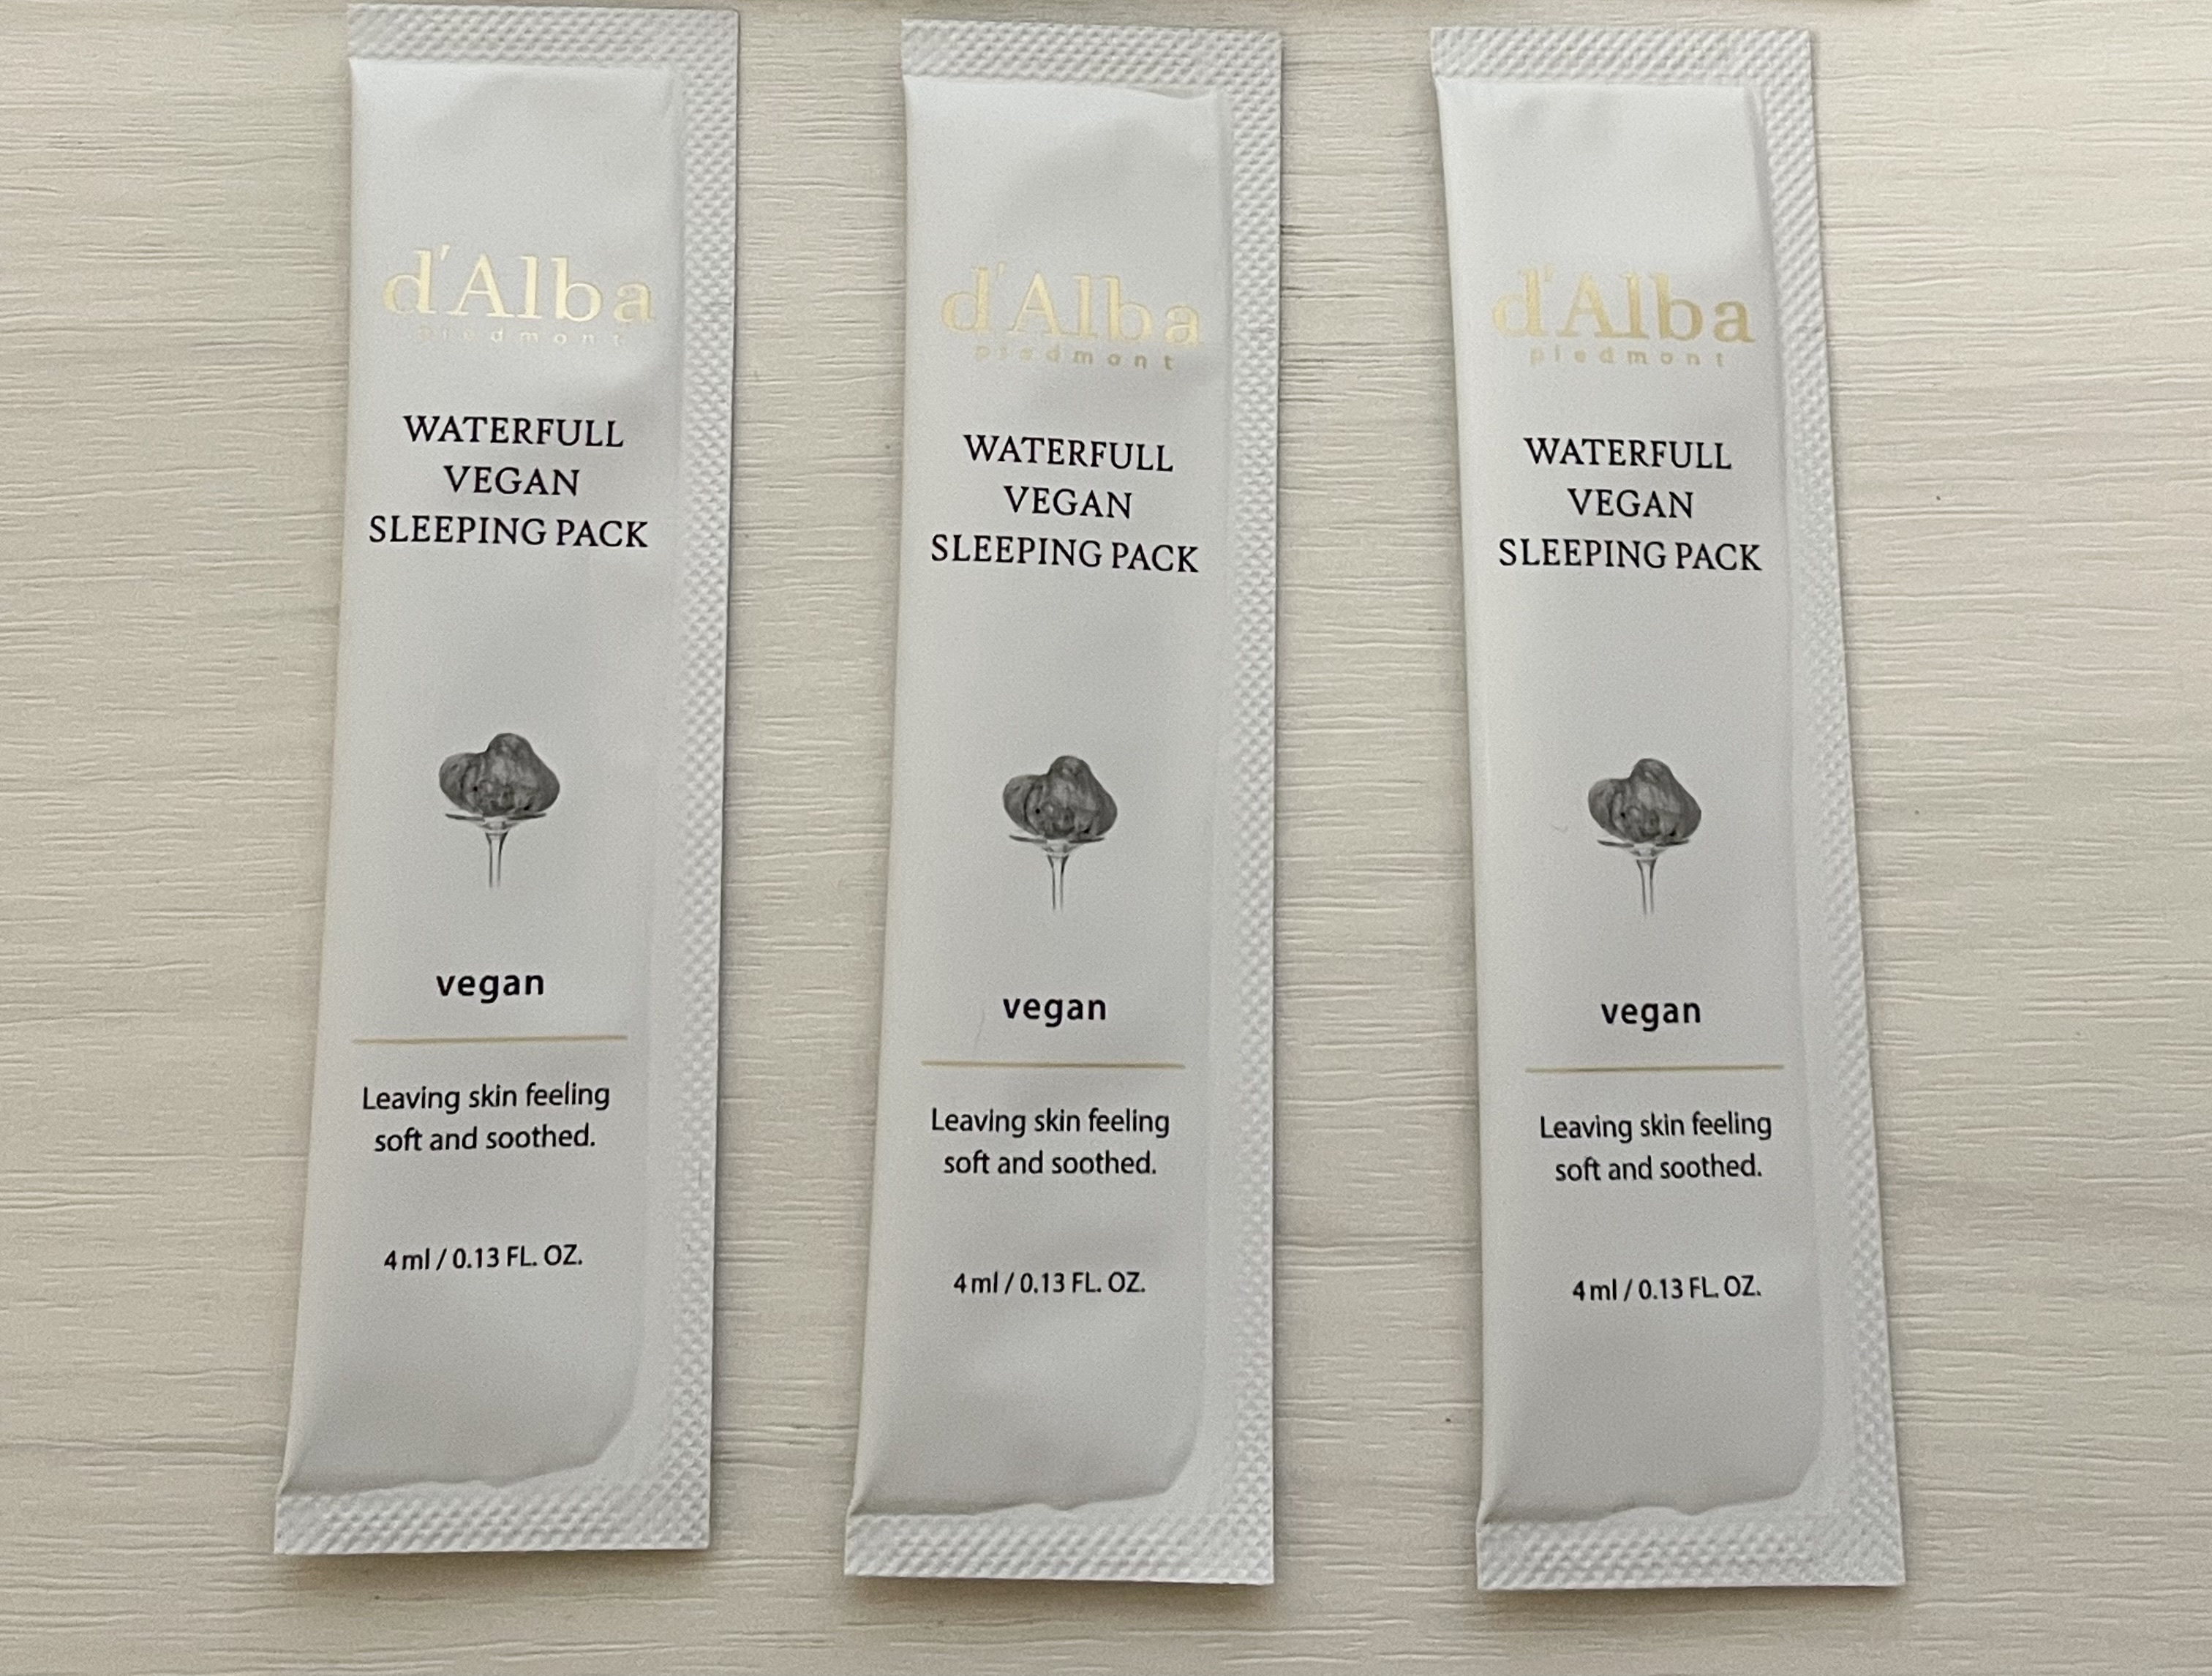 d'Alba
piedmont
WATERFULL
VEGAN
SLEEPING PACK
vegan
Leaving skin feeling
soft and soothed.
4 ml / 0.13 FL. OZ.
d'Alba
piedmont
WATERFULL
VEGAN
SLEEPING PACK
vegan
Leaving skin feeling
soft and soothed.
4 ml / 0.13 FL. OZ.
d'Alba
piedmont
WATERFULL
VEGAN
SLEEPING PACK
vegan
Leaving skin feeling
soft and soothed.
4 ml / 0.13 FL. OZ.